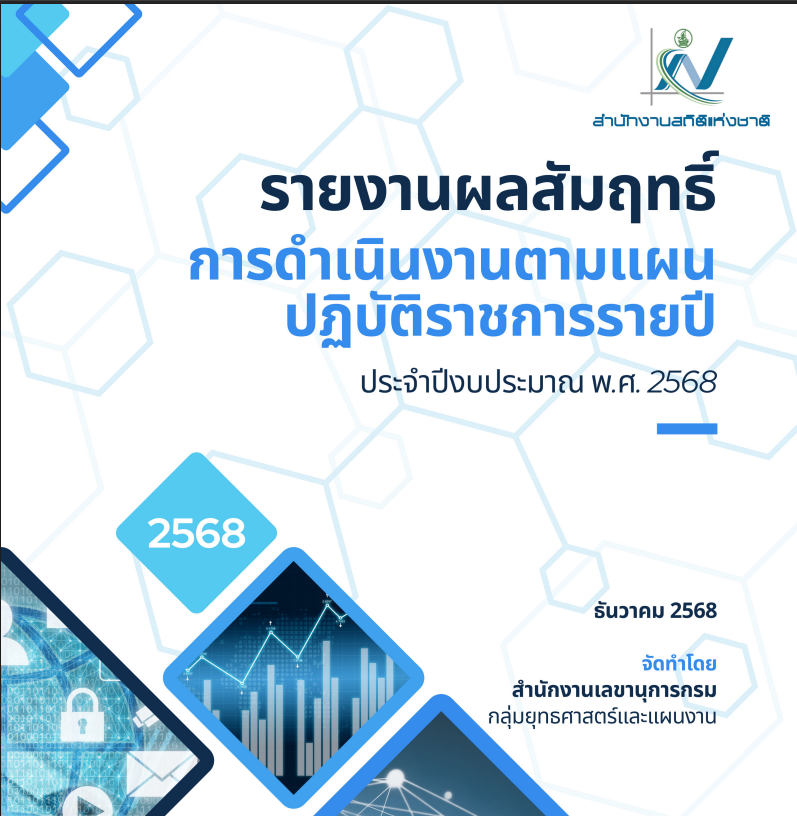 สำนักงานสถิติแห่งชาติ
รายงานผลสัมฤทธิ์
การดำเนินงานตามแผน
ปฏิบัติราชการรายปี
ประจำปีงบประมาณ พ.ศ. 2568
2568
ธันวาคม 2568
จัดทำโดย
สำนักงานเลขานุการกรม
กลุ่มยุทธศาสตร์และแผนงาน